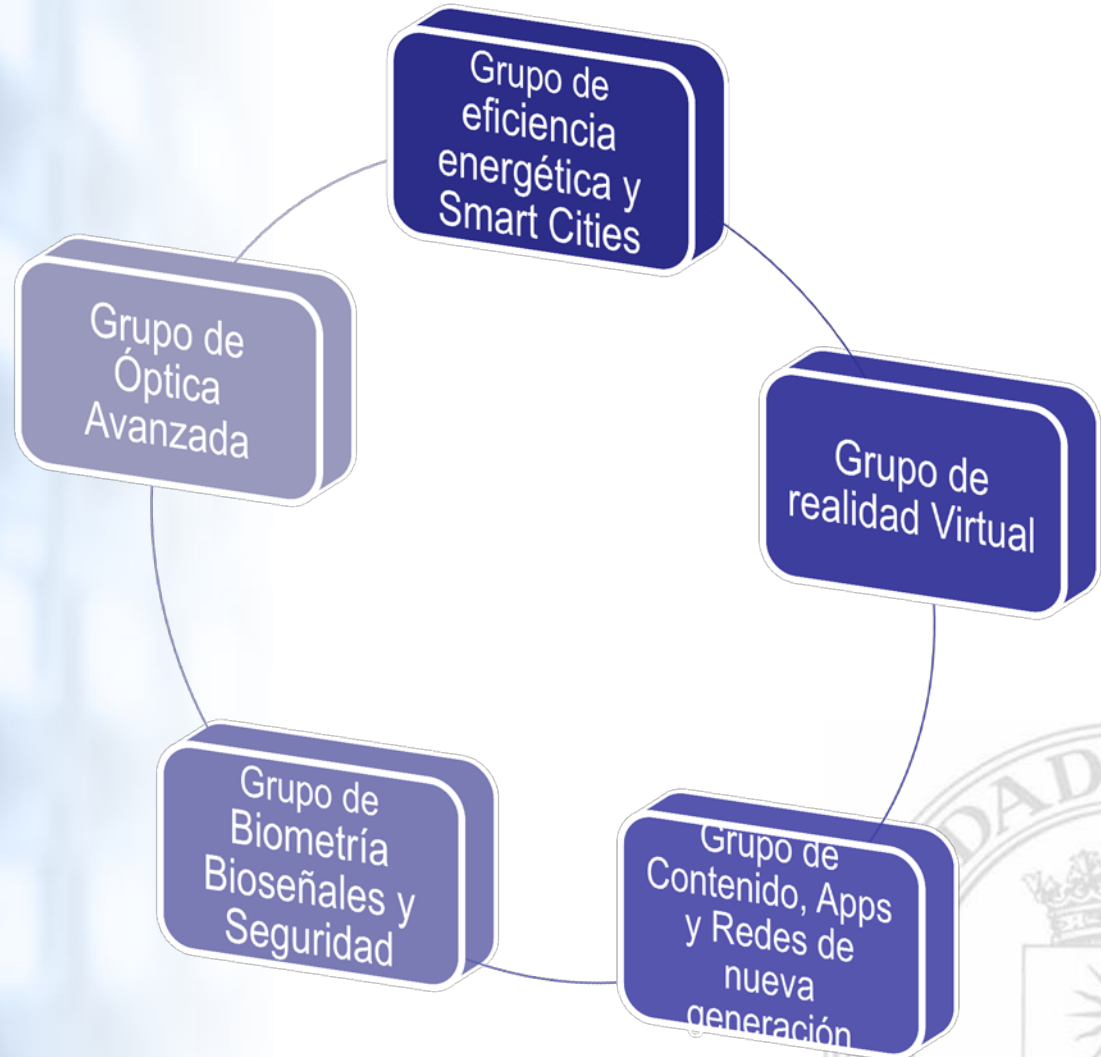 Grupo de
eficiencia
energética y
Smart Cities
Grupo de
Óptica
Avanzada
Grupo de
realidad Virtual
Grupo de
Biometría
Bioseñales y
Seguridad
Grupo de
Contenido, Apps
y Redes de
nueva
generación